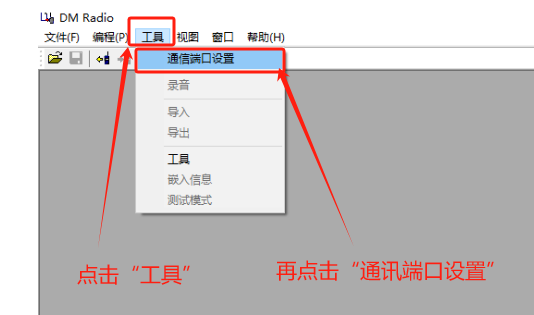 DM Radio
文件(F) 编程(P) 工具 视图 窗口 帮助(H)
通信端口设置
录音
导入
导出
工具
嵌入信息
测试模式
点击“工具”
再点击“通讯端口设置”